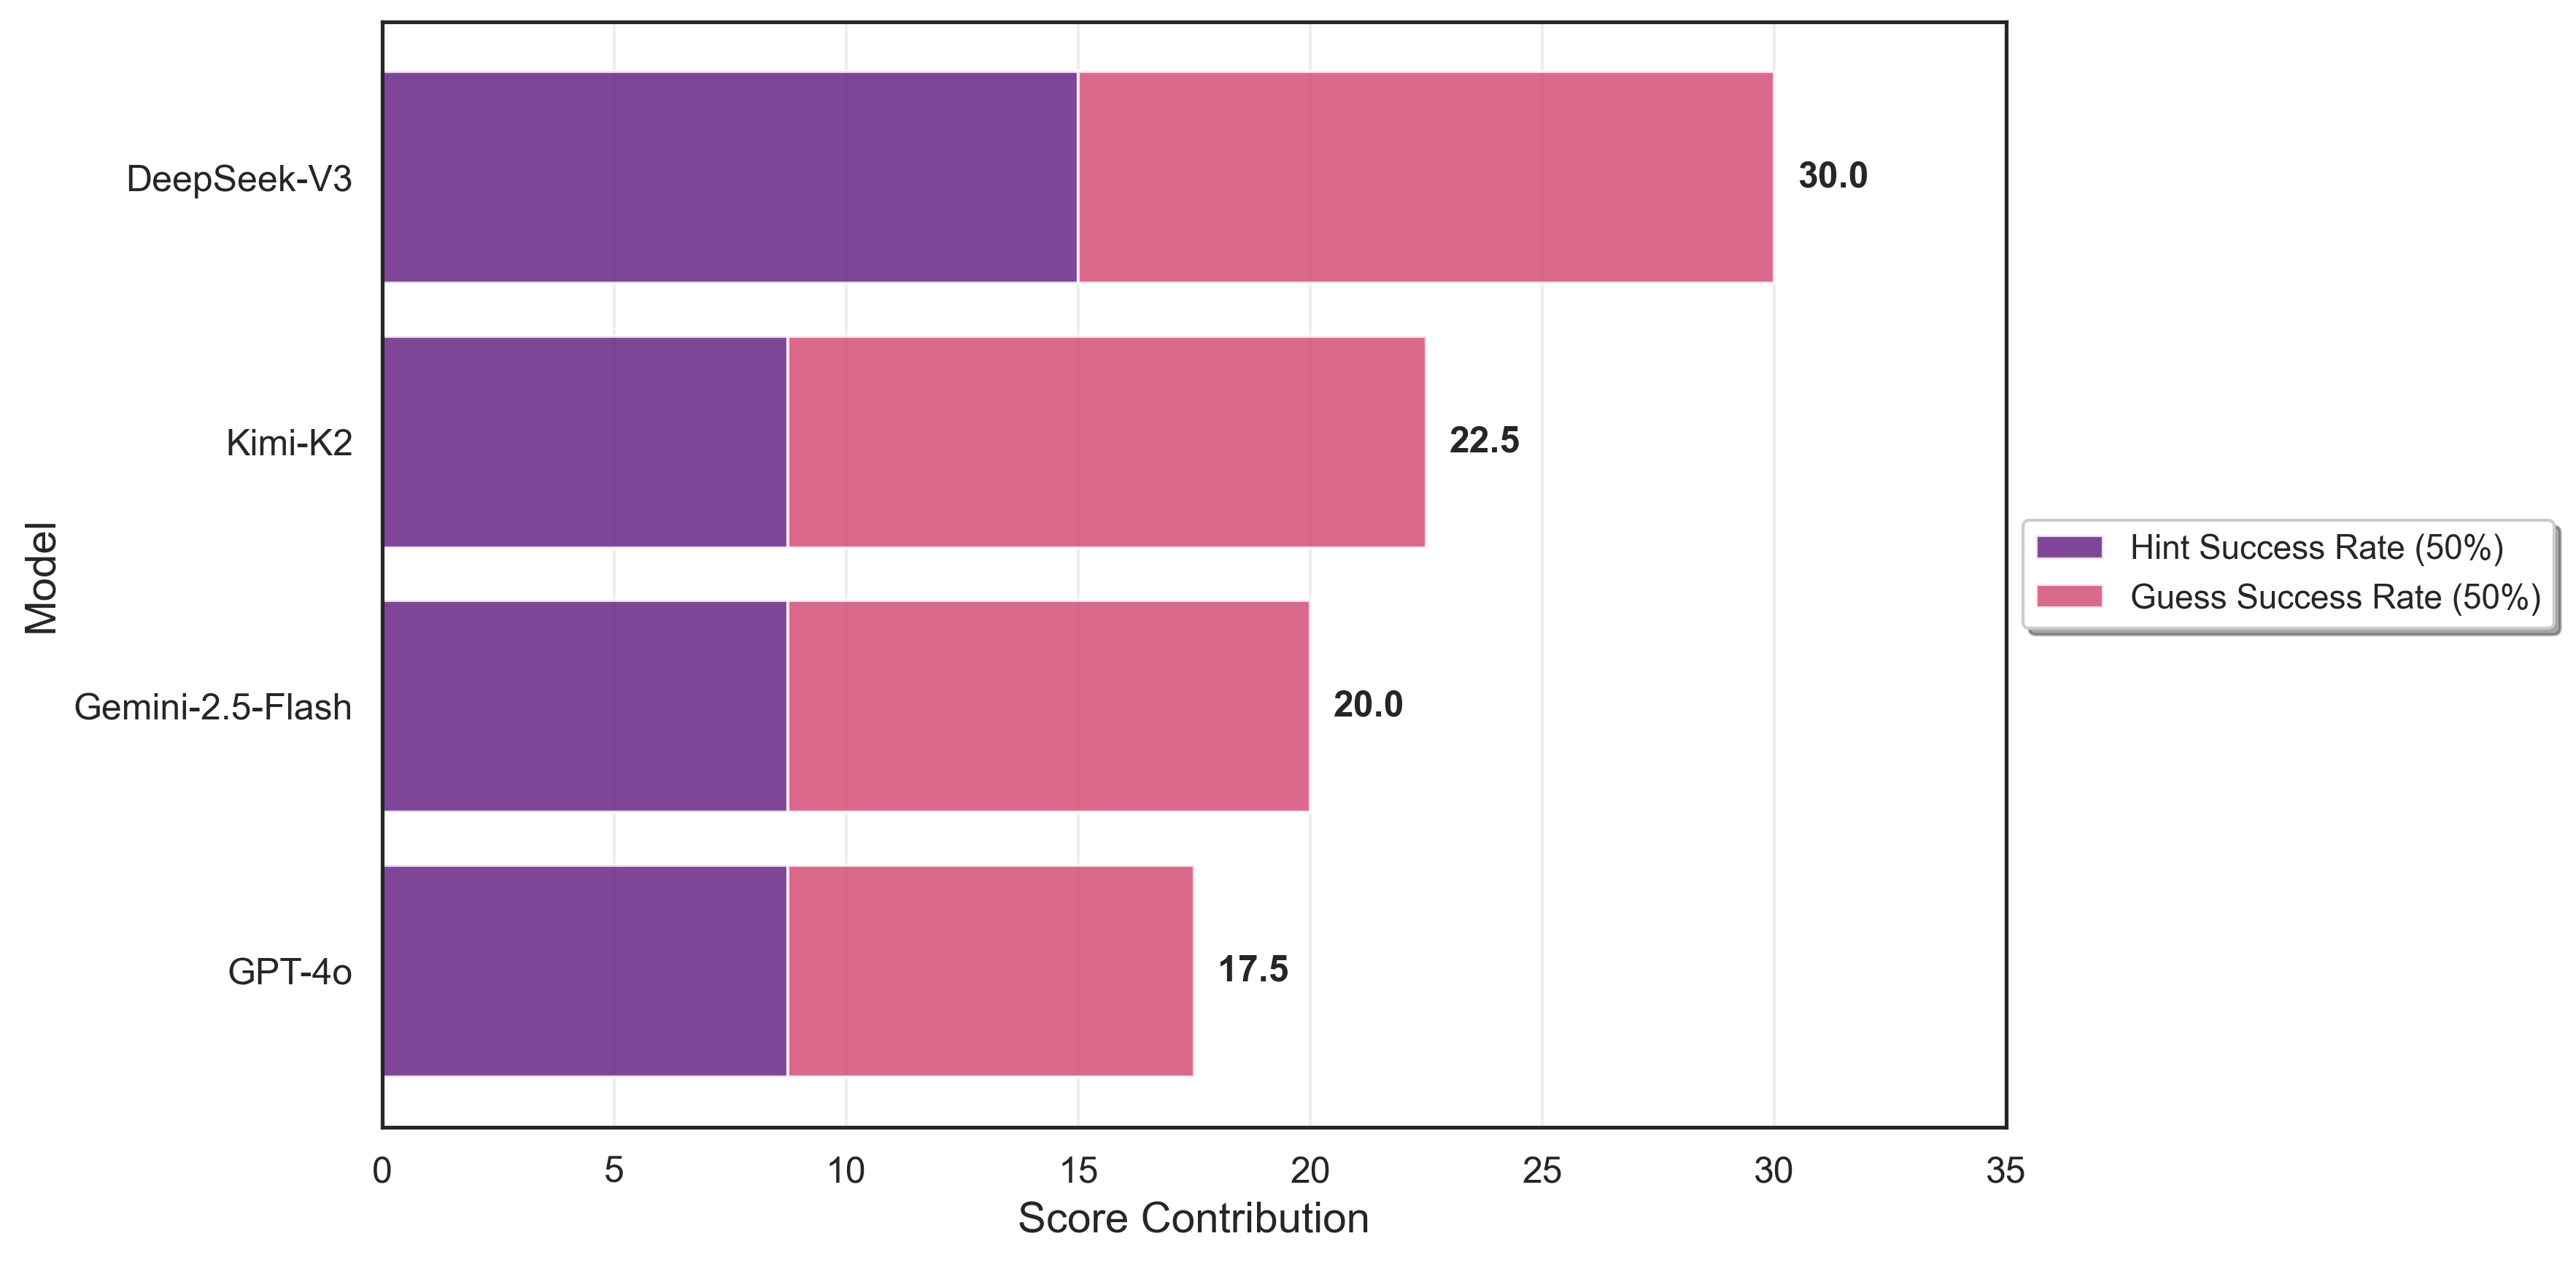 DeepSeek-V3
30.0
Kimi-K2
22.5
Model
Hint Success Rate (50%)
Guess Success Rate (50%)
Gemini-2.5-Flash
20.0
GPT-4o
17.5
0 5 10 15 20 25 30 35
Score Contribution